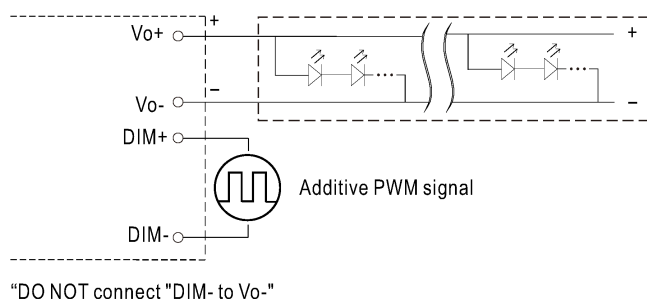 Vo+
+
+
Vo-
–
–
DIM+
Additive PWM signal
DIM-
“DO NOT connect "DIM- to Vo-"